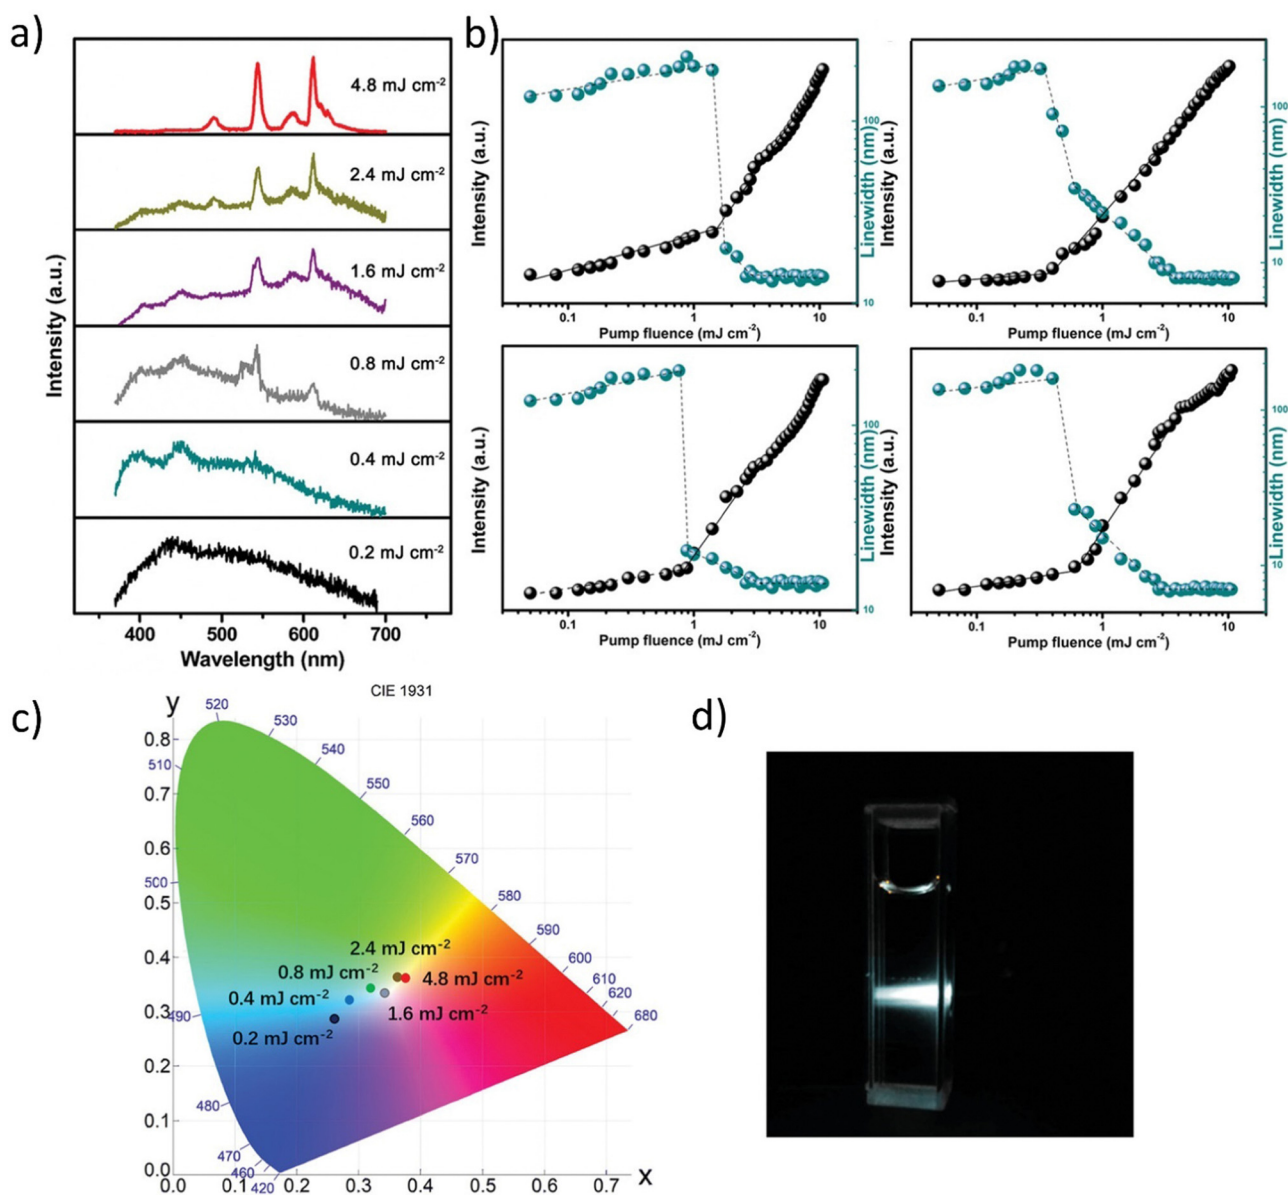 a)
4.8 mJ cm⁻²
2.4 mJ cm⁻²
1.6 mJ cm⁻²
0.8 mJ cm⁻²
0.4 mJ cm⁻²
0.2 mJ cm⁻²
Intensity (a.u.)
400 500 600 700
Wavelength (nm)
b)
Intensity (a.u.)
0.1 1 10
Pump fluence (mJ cm⁻²)
100
10
Linewidth (nm)
Intensity (a.u.)
0.1 1 10
Pump fluence (mJ cm⁻²)
100
10
Linewidth (nm)
Intensity (a.u.)
0.1 1 10
Pump fluence (mJ cm⁻²)
100
10
Linewidth (nm)
Intensity (a.u.)
0.1 1 10
Pump fluence (mJ cm⁻²)
100
10
Linewidth (nm)
c)
CIE 1931
y
0.8
0.7
0.6
0.5
0.4
0.3
0.2
0.1
0.0
0.0 0.1 0.2 0.3 0.4 0.5 0.6 0.7
x
420
460
470
480
490
500
510
520
530
540
550
560
570
580
590
600
610
620
680
2.4 mJ cm⁻²
0.8 mJ cm⁻²
4.8 mJ cm⁻²
0.4 mJ cm⁻²
1.6 mJ cm⁻²
0.2 mJ cm⁻²
d)